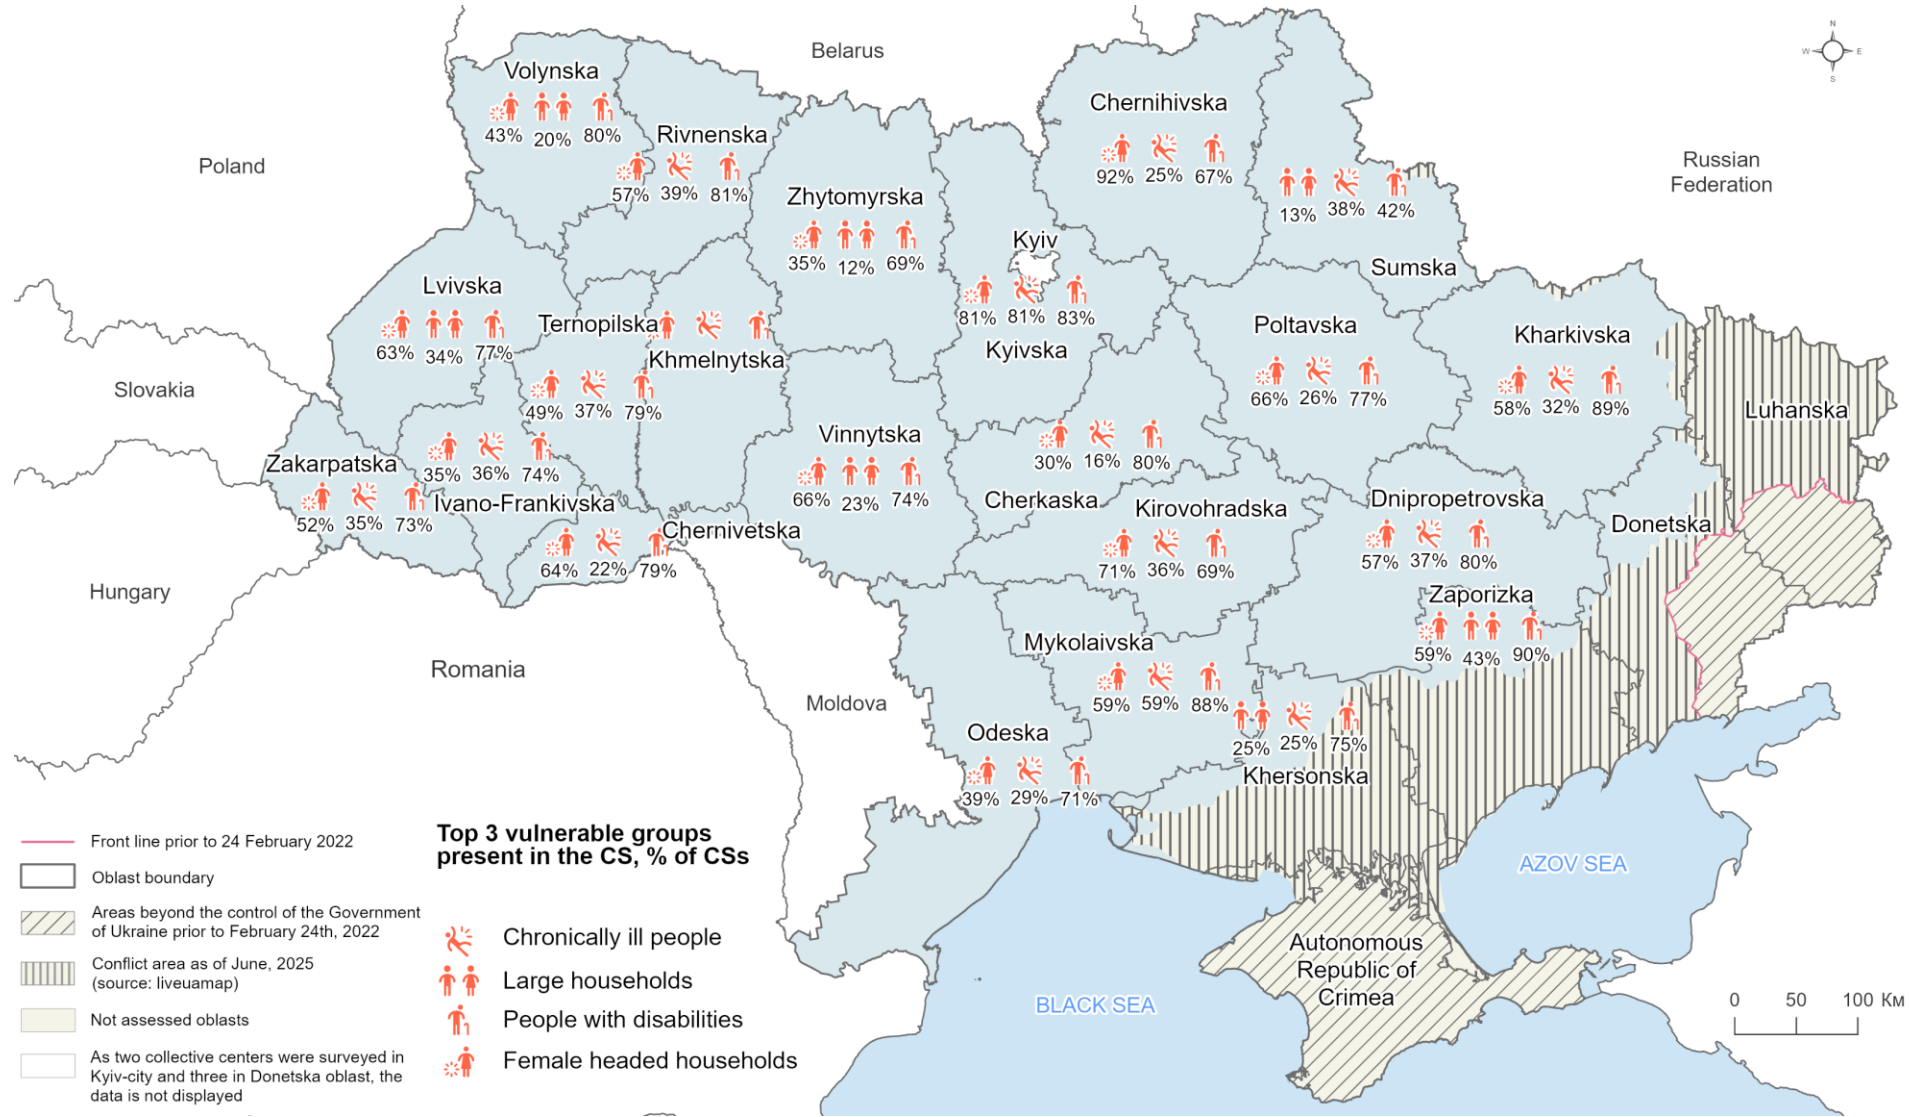 Belarus
N
W
E
S
Volynska
43%
20%
80%
Rivnenska
57%
39%
81%
Chernihivska
92%
25%
67%
Poland
Russian
Federation
Zhytomyrska
35%
12%
69%
13%
38%
42%
Sumska
Kyiv
81%
81%
83%
Kyivska
Lvivska
63%
34%
77%
Ternopilska
49%
37%
79%
Khmelnytska
Poltavska
66%
26%
77%
Kharkivska
58%
32%
89%
Slovakia
Luhanska
35%
36%
74%
Ivano-Frankivska
Zakarpatska
52%
35%
73%
Vinnytska
66%
23%
74%
30%
16%
80%
Cherkaska
Kirovohradska
71%
36%
69%
Dnipropetrovska
57%
37%
80%
Donetska
Chernivetska
64%
22%
79%
Hungary
Zaporizka
59%
43%
90%
Romania
Moldova
Mykolaivska
59%
59%
88%
25%
25%
75%
Khersonska
Odeska
39%
29%
71%
AZOV SEA
Autonomous
Republic of
Crimea
BLACK SEA
0 50 100 Км
Front line prior to 24 February 2022
Oblast boundary
Areas beyond the control of the Government
of Ukraine prior to February 24th, 2022
Conflict area as of June, 2025
(source: liveuamap)
Not assessed oblasts
As two collective centers were surveyed in
Kyiv-city and three in Donetska oblast, the
data is not displayed
Top 3 vulnerable groups
present in the CS, % of CSs
Chronically ill people
Large households
People with disabilities
Female headed households